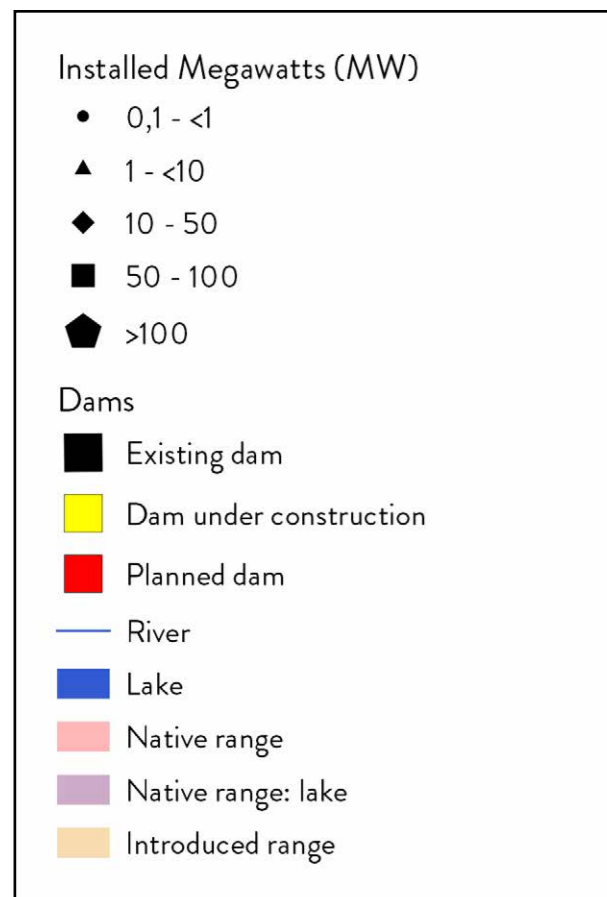 Installed Megawatts (MW)
0,1 - <1
1 - <10
10 - 50
50 - 100
>100
Dams
Existing dam
Dam under construction
Planned dam
River
Lake
Native range
Native range: lake
Introduced range